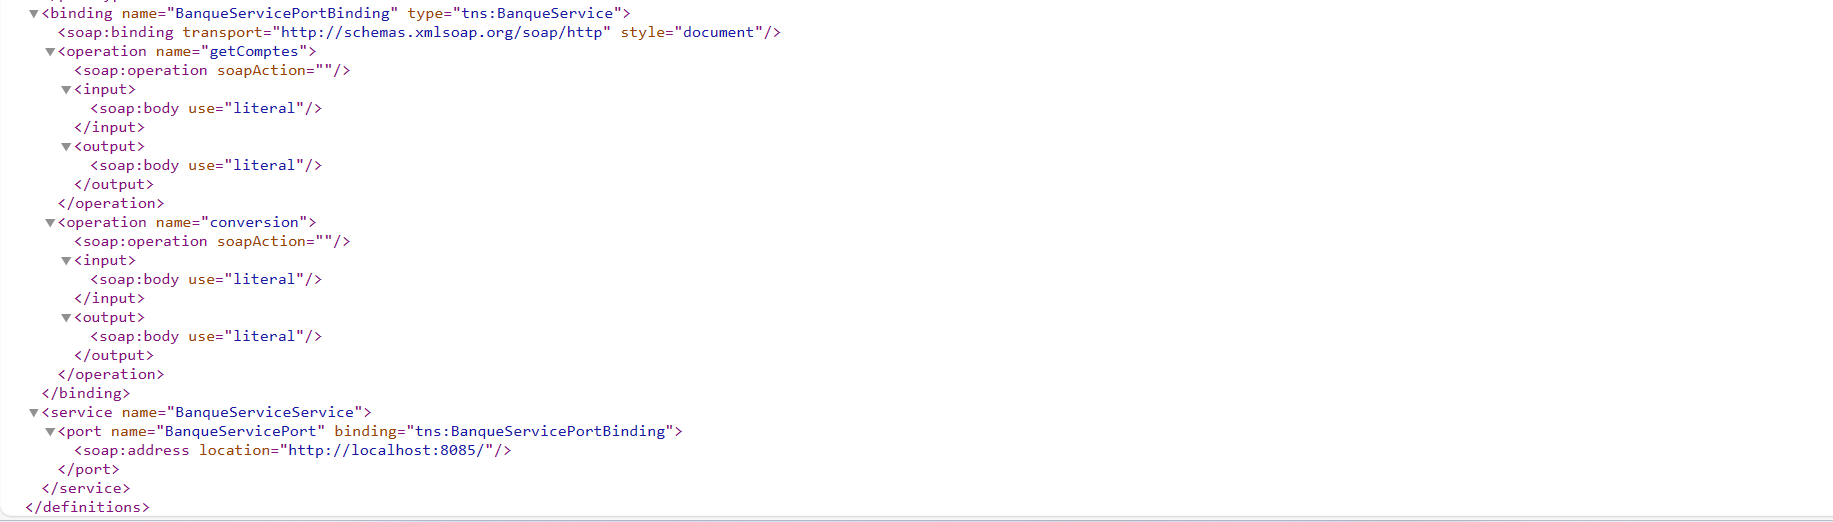 <binding name="BanqueServicePortBinding" type="tns:BanqueService">
<soap:binding transport="http://schemas.xmlsoap.org/soap/http" style="document"/>
<operation name="getComptes">
<soap:operation soapAction=""/>
<input>
<soap:body use="literal"/>
</input>
<output>
<soap:body use="literal"/>
</output>
</operation>
<operation name="conversion">
<soap:operation soapAction=""/>
<input>
<soap:body use="literal"/>
</input>
<output>
<soap:body use="literal"/>
</output>
</operation>
</binding>
<service name="BanqueServiceService">
<port name="BanqueServicePort" binding="tns:BanqueServicePortBinding">
<soap:address location="http://localhost:8085/"/>
</port>
</service>
</definitions>